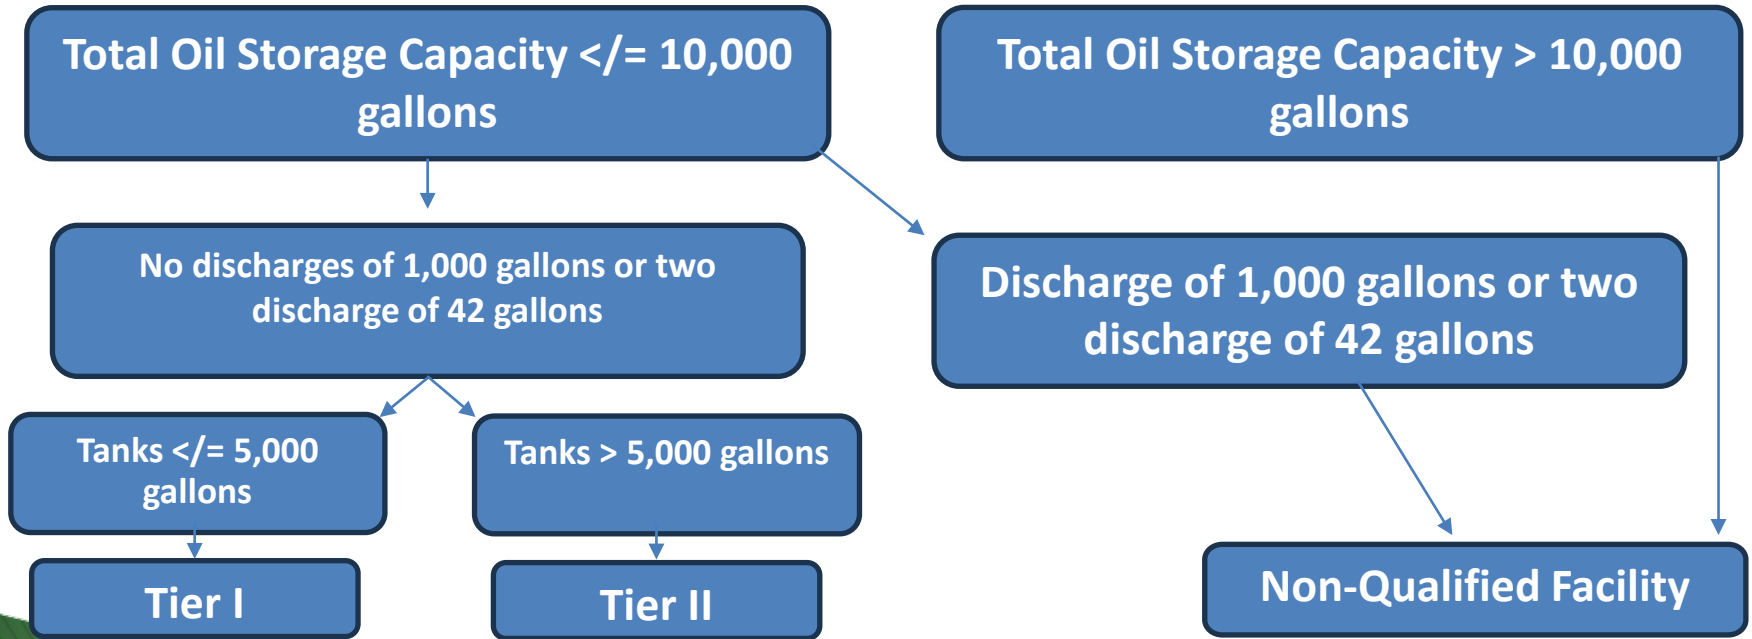 Total Oil Storage Capacity </= 10,000
gallons
Total Oil Storage Capacity > 10,000
gallons
No discharges of 1,000 gallons or two
discharge of 42 gallons
Discharge of 1,000 gallons or two
discharge of 42 gallons
Tanks </= 5,000
gallons
Tanks > 5,000 gallons
Tier I
Tier II
Non-Qualified Facility